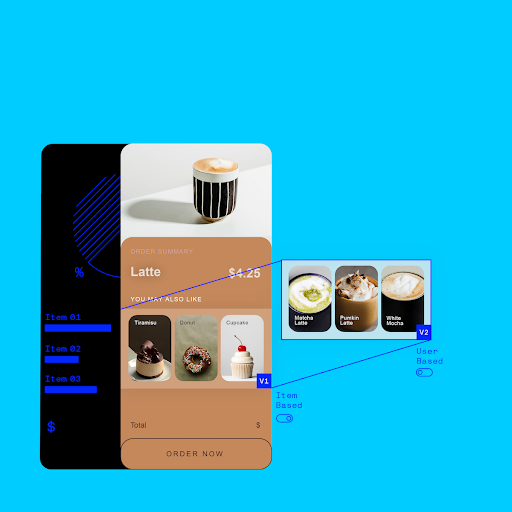 ORDER SUMMARY
Latte
$4.25
YOU MAY ALSO LIKE
Tiramisu
Donut
Cupcake
V1
Total
$
ORDER NOW
%
Item 01
Item 02
Item 03
$
Matcha
Latte
Pumkin
Latte
White
Mocha
V2
User
Based
Item
Based